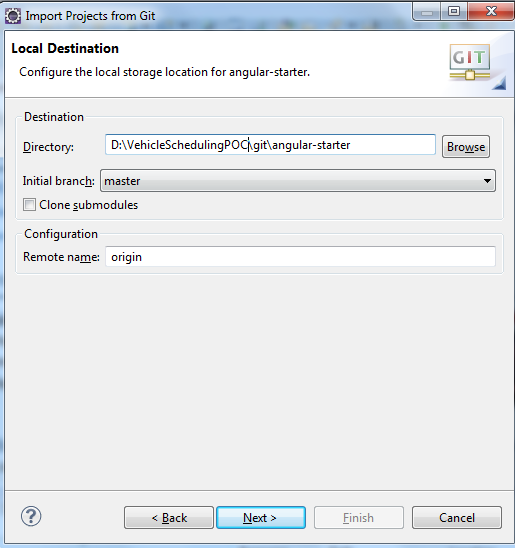 Import Projects from Git
Local Destination
Configure the local storage location for angular-starter.
GIT
Destination
Directory: D:\VehicleSchedulingPOC\git\angular-starter Browse
Initial branch: master
Clone submodules
Configuration
Remote name: origin
? < Back Next > Finish Cancel